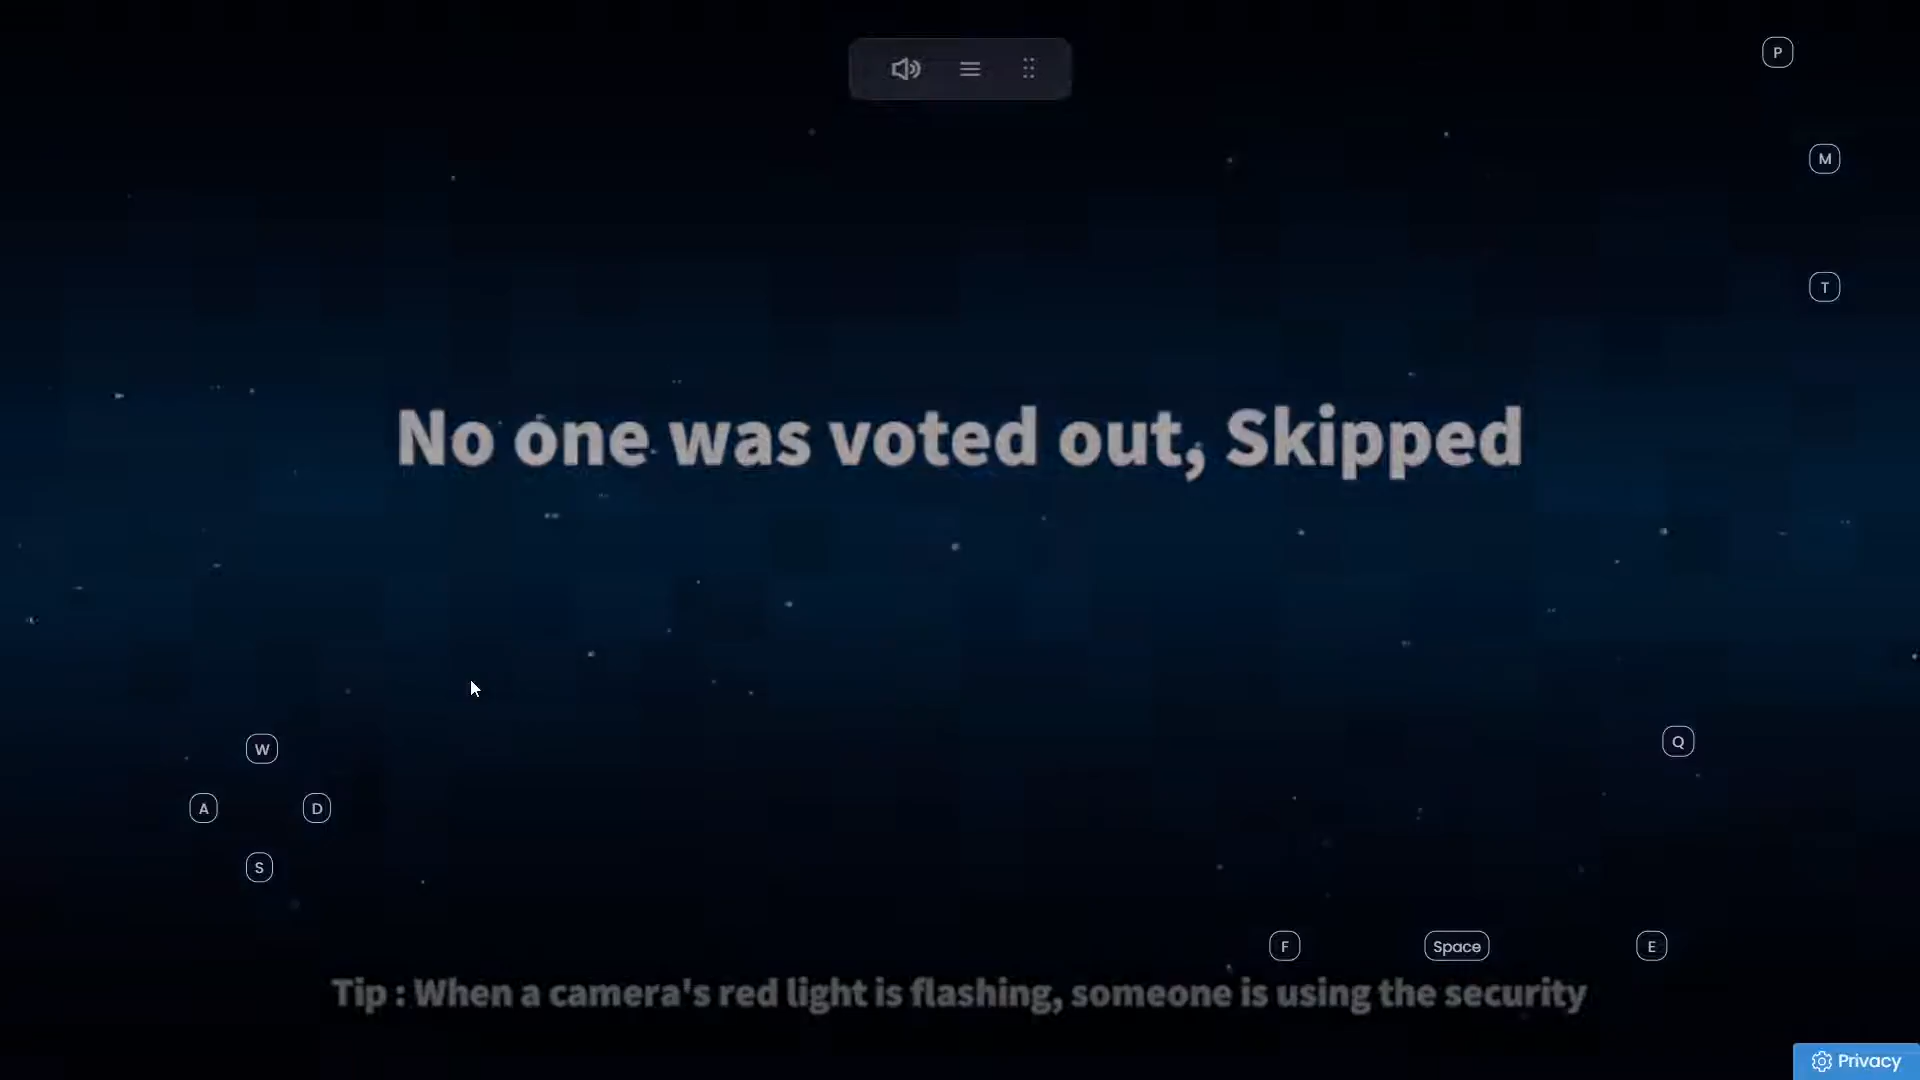 P
M
T
No one was voted out, Skipped
W
Q
A D
S
F Space E
Tip : When a camera's red light is flashing, someone is using the security
Privacy